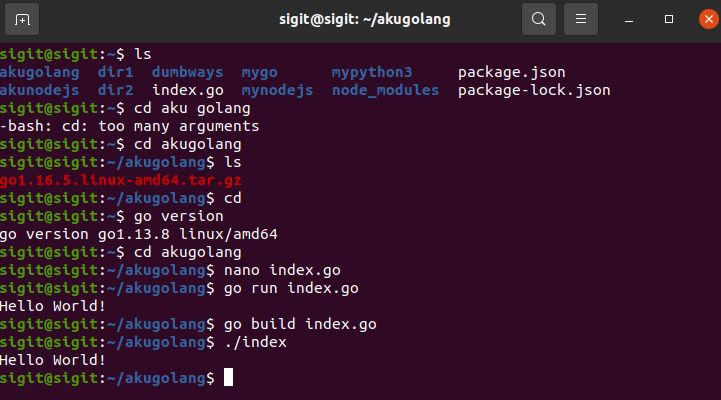 sigit@sigit: ~/akugolang
sigit@sigit:~$ ls
akugolang  dir1  dumbways  mygo      mypython3     package.json
akunodejs  dir2  index.go  mynodejs  node_modules  package-lock.json
sigit@sigit:~$ cd aku golang
-bash: cd: too many arguments
sigit@sigit:~$ cd akugolang
sigit@sigit:~/akugolang$ ls
go1.16.5.linux-amd64.tar.gz
sigit@sigit:~/akugolang$ cd
sigit@sigit:~$ go version
go version go1.13.8 linux/amd64
sigit@sigit:~$ cd akugolang
sigit@sigit:~/akugolang$ nano index.go
sigit@sigit:~/akugolang$ go run index.go
Hello World!
sigit@sigit:~/akugolang$ go build index.go
sigit@sigit:~/akugolang$ ./index
Hello World!
sigit@sigit:~/akugolang$